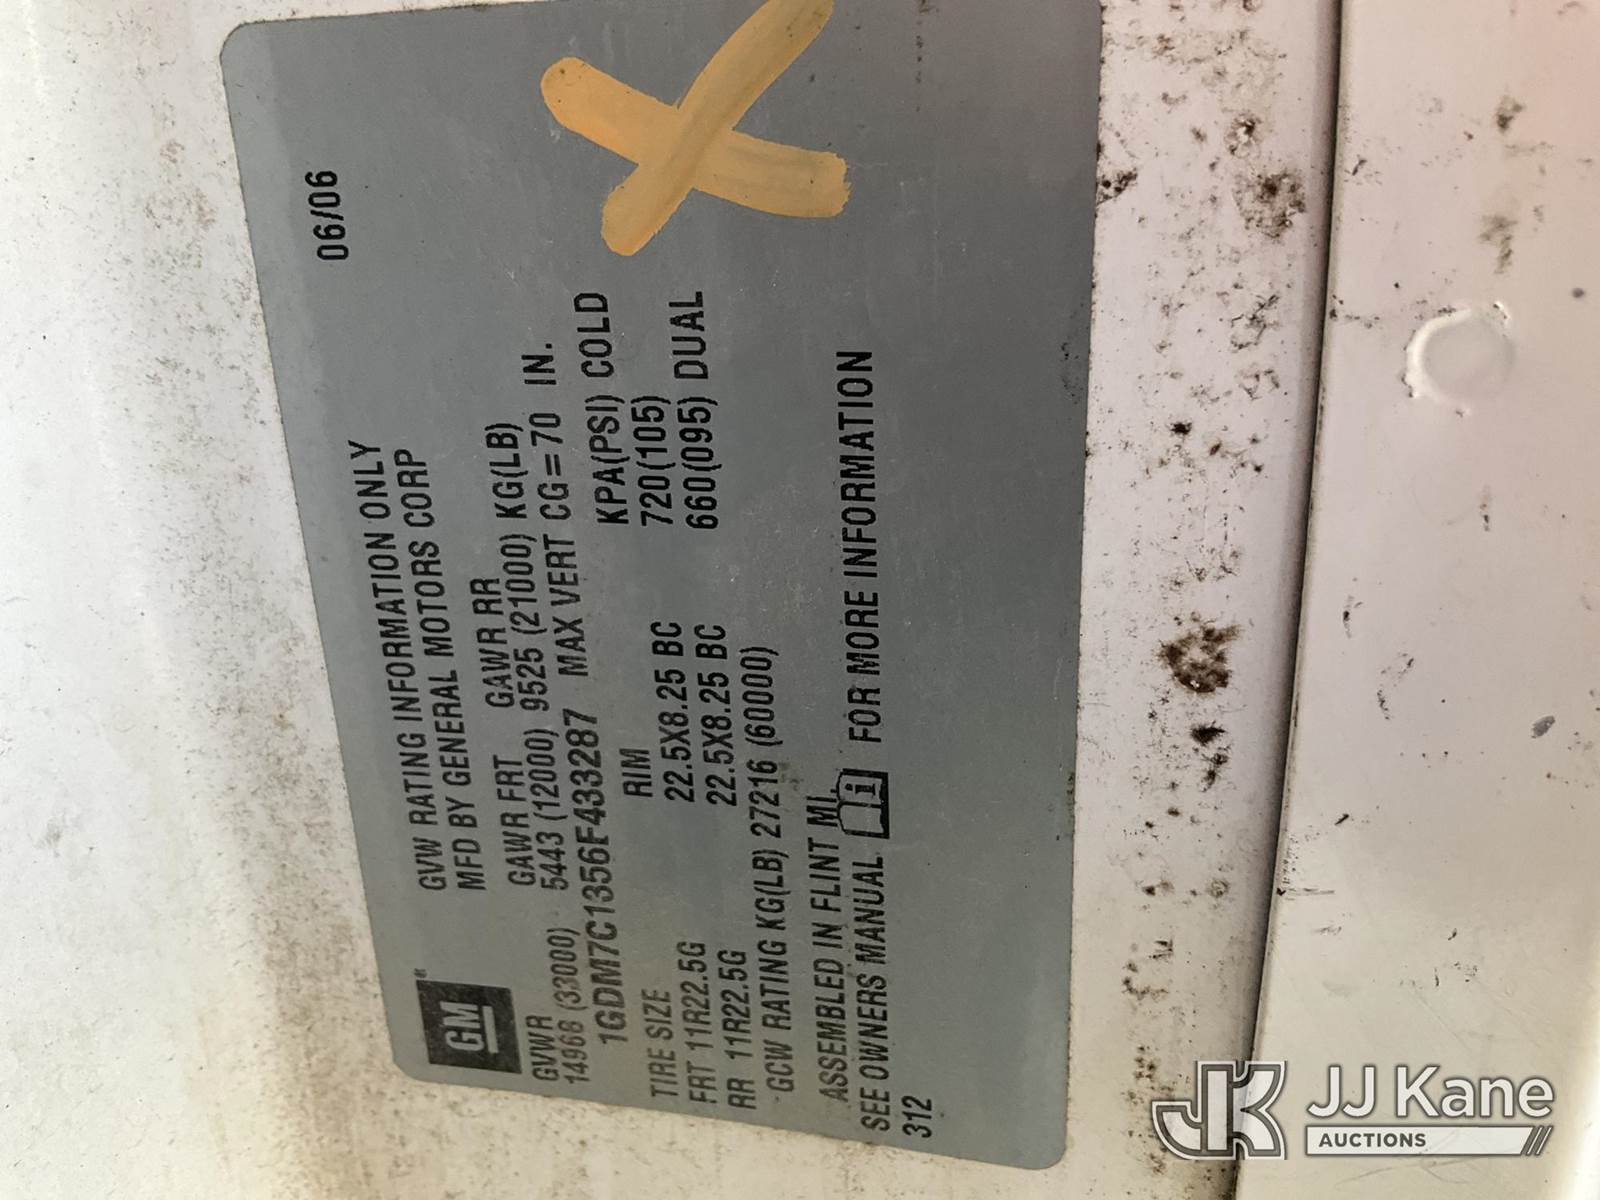 06/06
GVW RATING INFORMATION ONLY
MFD BY GENERAL MOTORS CORP
GM
GVWR GAWR FRT GAWR RR
14968 (33000) 5443 (12000) 9525 (21000) KG(LB)
1GDM7C1356F433287 MAX VERT CG=70 IN.
TIRE SIZE RIM KPA(PSI) COLD
FRT 11R22.5G 22.5X8.25 BC 720(105)
RR 11R22.5G 22.5X8.25 BC 660(095) DUAL
GCW RATING KG(LB) 27216 (60000)
ASSEMBLED IN FLINT MI.
SEE OWNERS MANUAL i FOR MORE INFORMATION
312
JK JJ Kane
AUCTIONS